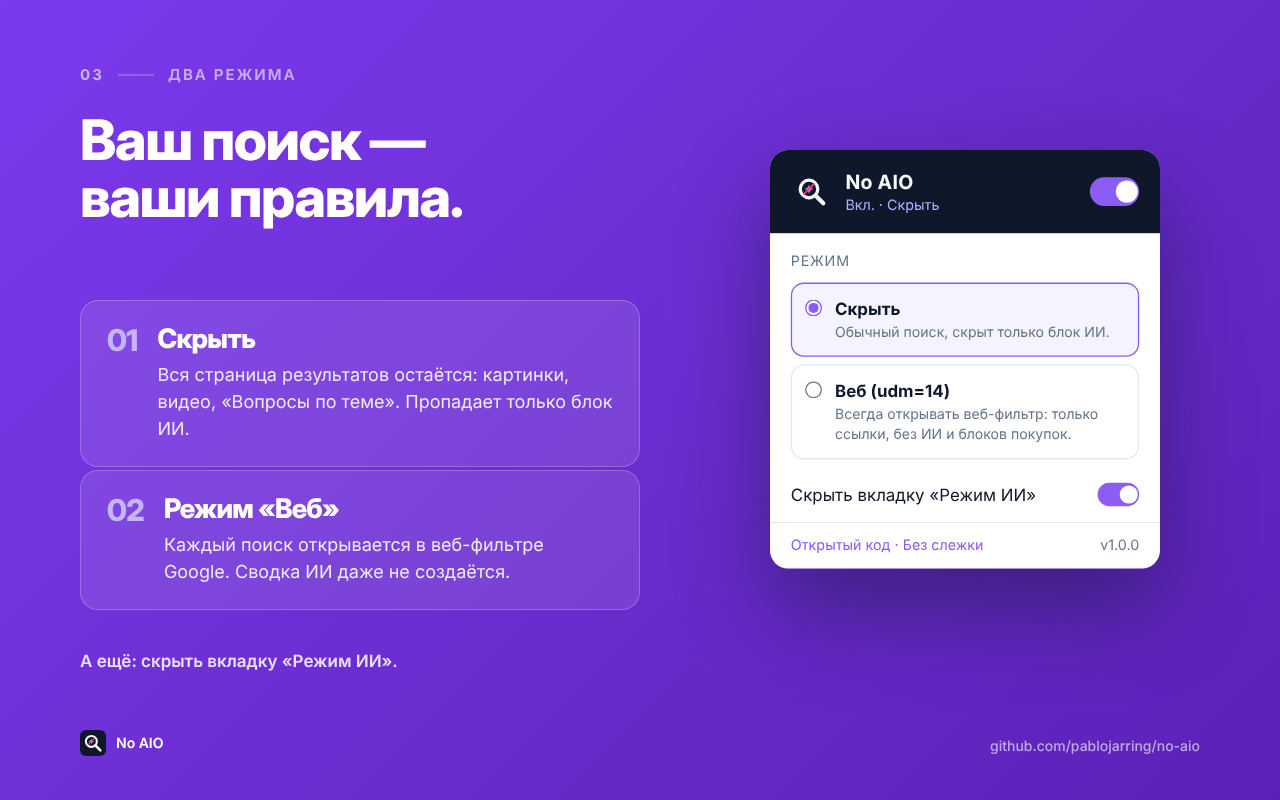 03 — ДВА РЕЖИМА
Ваш поиск —
ваши правила.
01 Скрыть
Вся страница результатов остаётся: картинки,
видео, «Вопросы по теме». Пропадает только блок
ИИ.
02 Режим «Веб»
Каждый поиск открывается в веб-фильтре
Google. Сводка ИИ даже не создаётся.
А ещё: скрыть вкладку «Режим ИИ».
No AIO
Вкл. · Скрыть
РЕЖИМ
Скрыть
Обычный поиск, скрыт только блок ИИ.
Веб (udm=14)
Всегда открывать веб-фильтр: только
ссылки, без ИИ и блоков покупок.
Скрыть вкладку «Режим ИИ»
Открытый код · Без слежки v1.0.0
No AIO
github.com/pablojarring/no-aio